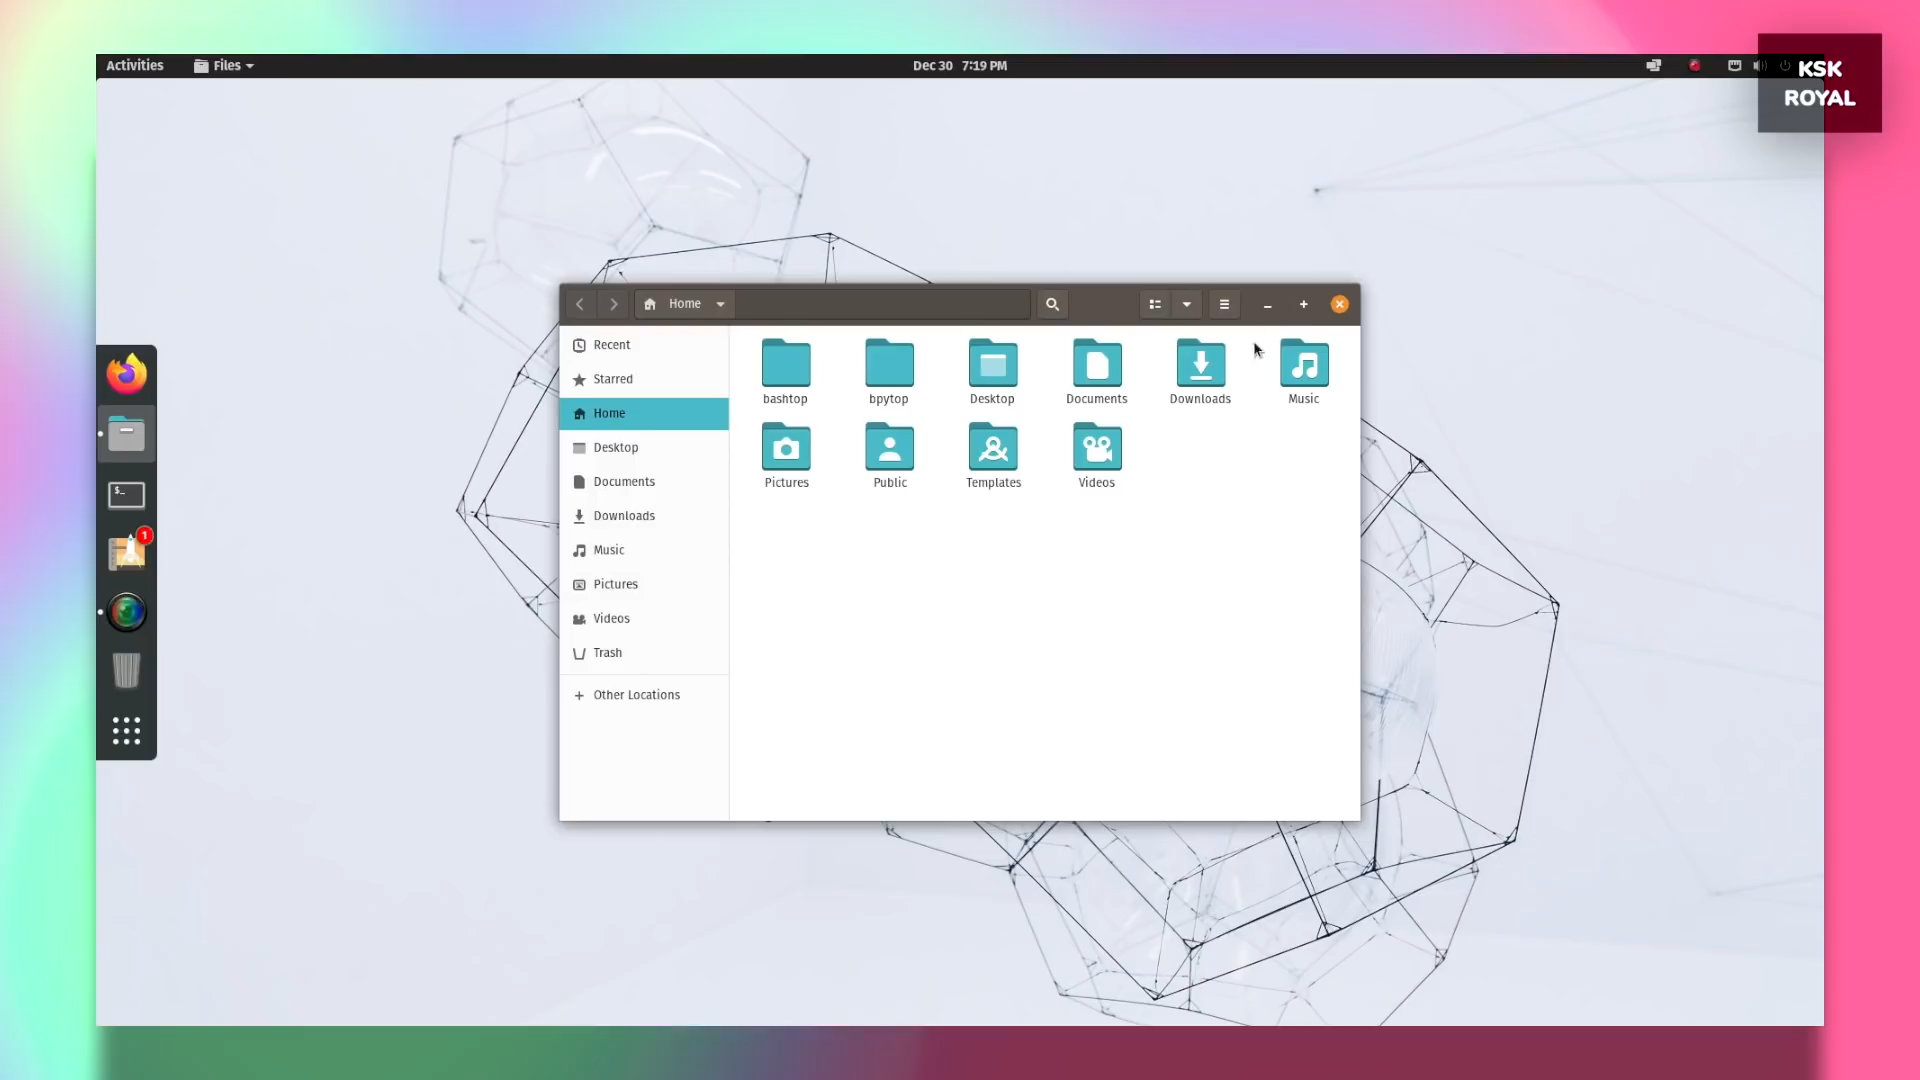 Activities
Files
Dec 30 7:19 PM
KSK
ROYAL
Home
Recent
Starred
Home
Desktop
Documents
Downloads
Music
Pictures
Videos
Trash
Other Locations
bashtop
bpytop
Desktop
Documents
Downloads
Music
Pictures
Public
Templates
Videos
$_
1